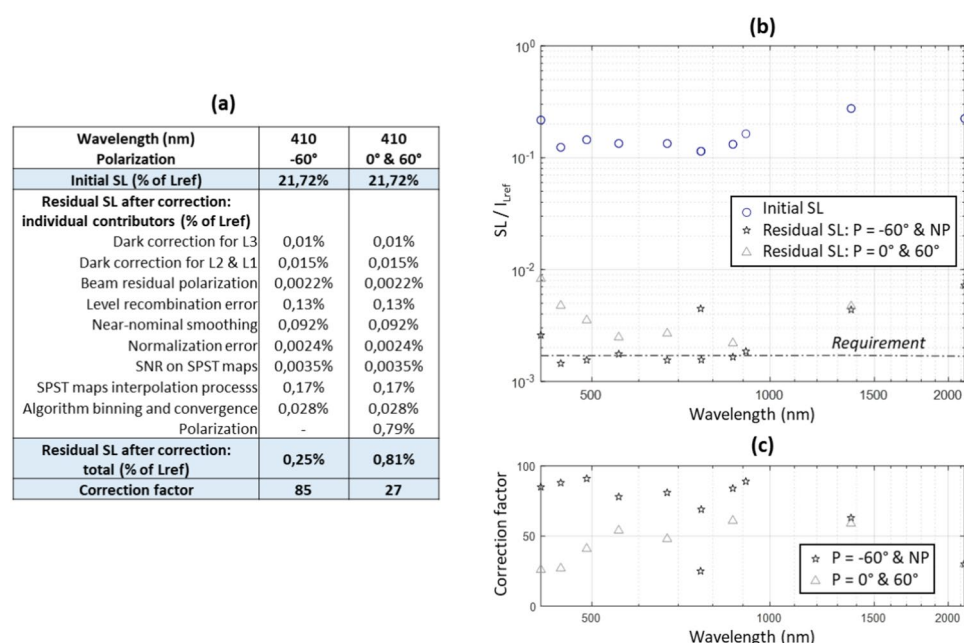 (a)
Wavelength (nm) 410 410
Polarization -60° 0° & 60°
Initial SL (% of Lref) 21,72% 21,72%
Residual SL after correction:
individual contributors (% of Lref)
Dark correction for L3 0,01% 0,01%
Dark correction for L2 & L1 0,015% 0,015%
Beam residual polarization 0,0022% 0,0022%
Level recombination error 0,13% 0,13%
Near-nominal smoothing 0,092% 0,092%
Normalization error 0,0024% 0,0024%
SNR on SPST maps 0,0035% 0,0035%
SPST maps interpolation processs 0,17% 0,17%
Algorithm binning and convergence 0,028% 0,028%
Polarization - 0,79%
Residual SL after correction:
total (% of Lref) 0,25% 0,81%
Correction factor 85 27
(b)
10^0
10^-1
10^-2
10^-3
SL / I_Lref
Initial SL
Residual SL: P = -60° & NP
Residual SL: P = 0° & 60°
Requirement
500 1000 1500 2000
Wavelength (nm)
(c)
100
50
0
Correction factor
P = -60° & NP
P = 0° & 60°
500 1000 1500 2000
Wavelength (nm)